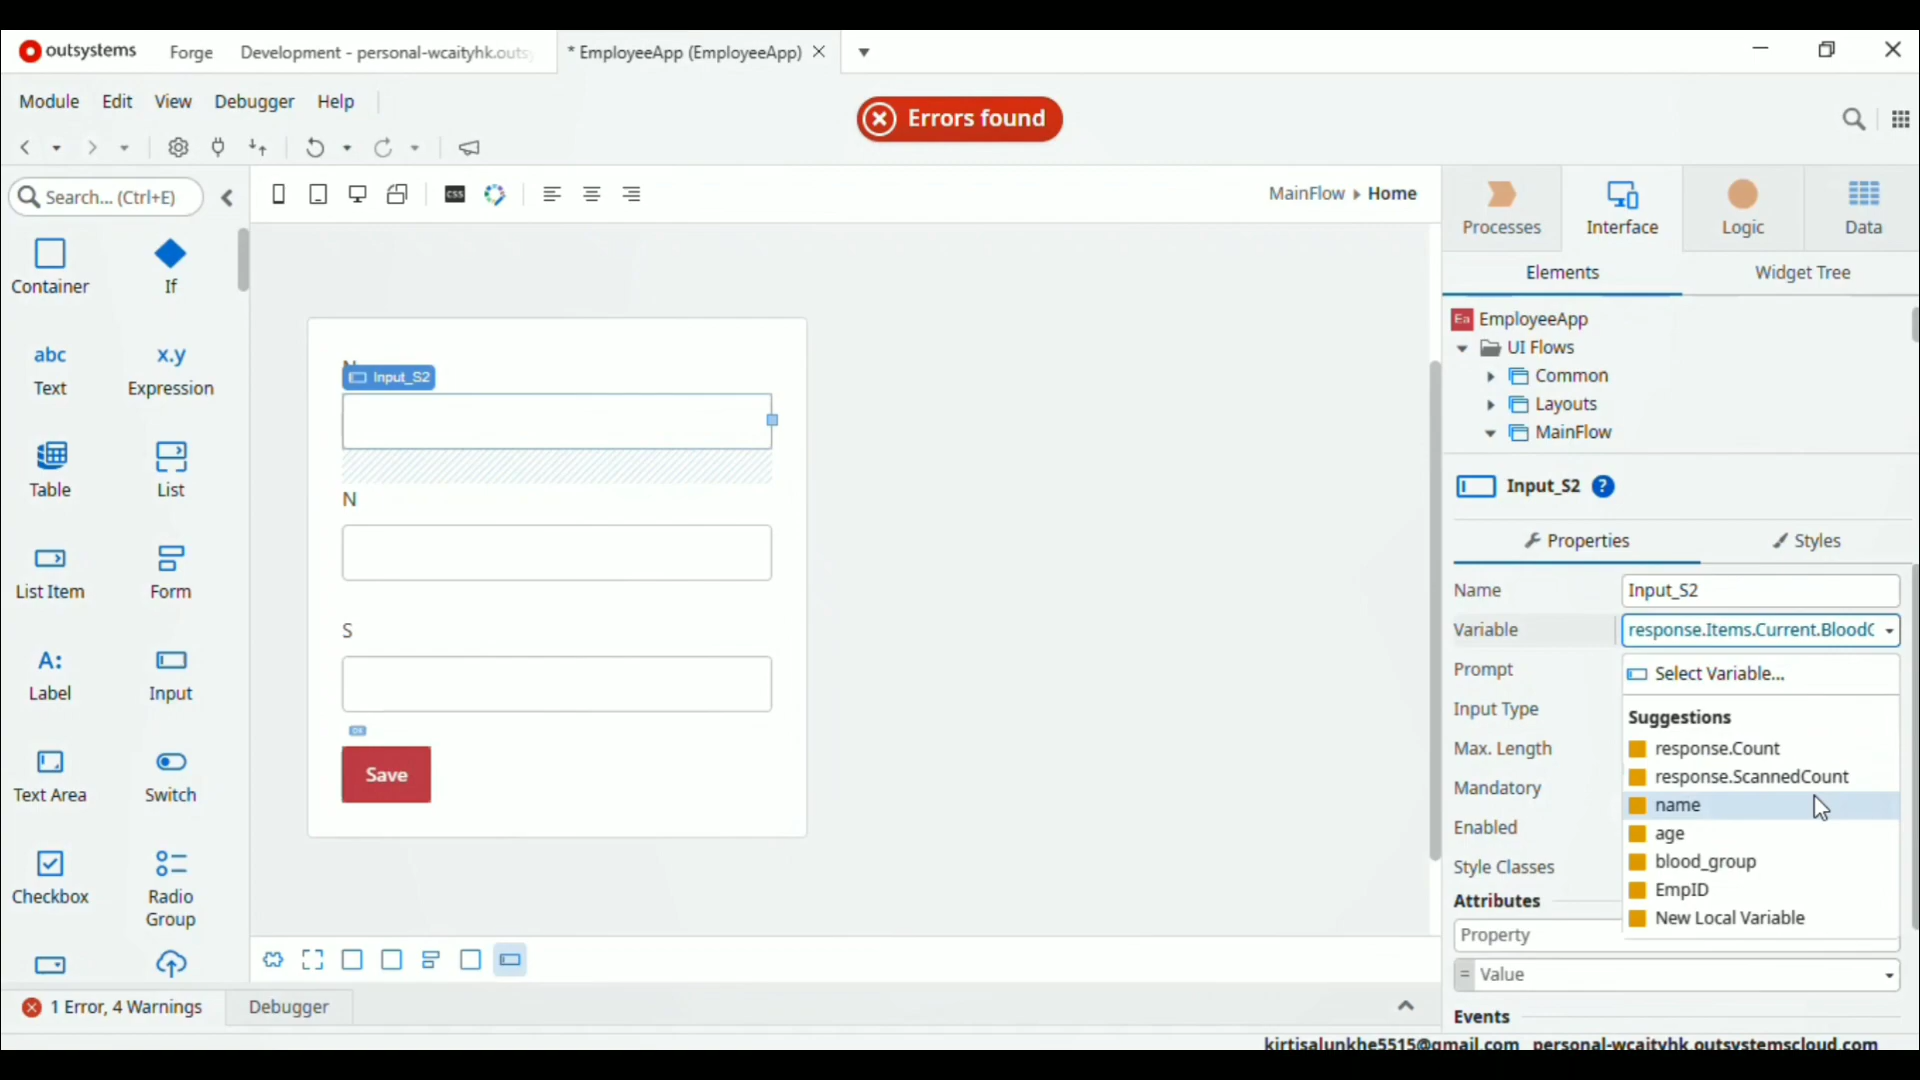 outsystems
Forge
Development - personal-wcaityhk.outs
* EmployeeApp (EmployeeApp)
Module Edit View Debugger Help
Errors found
Search... (Ctrl+E)
css
MainFlow Home
Processes Interface Logic Data
Elements Widget Tree
Container If
abc x.y
Text Expression
Table List
List Item Form
A:
Label Input
Text Area Switch
Checkbox Radio
Group
Input_S2
N
S
Save
Ea EmployeeApp
UI Flows
Common
Layouts
MainFlow
Input_S2 ?
Properties Styles
Name Input_S2
Variable response.Items.Current.Blood
Prompt
Input Type
Max. Length
Mandatory
Enabled
Style Classes
Select Variable...
Suggestions
response.Count
response.ScannedCount
name
age
blood_group
EmpID
New Local Variable
Attributes
Property
= Value
Events
1 Error, 4 Warnings Debugger
kirtisalunkhe5515@gmail.com personal-wcaityhk.outsystemscloud.com